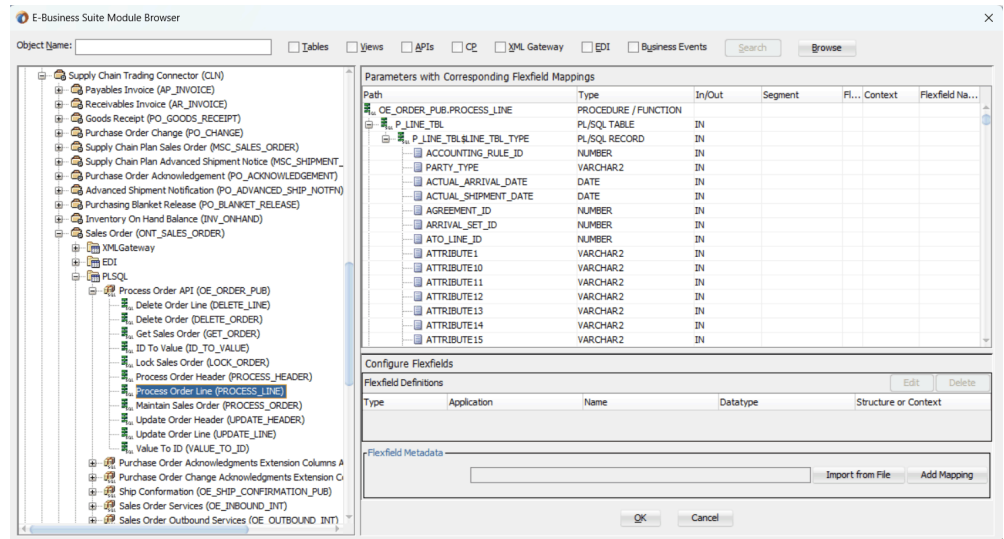 E-Business Suite Module Browser
Object Name: Tables Views APIs CP XML Gateway EDI Business Events Search Browse
Supply Chain Trading Connector (CLN)
Payables Invoice (AP_INVOICE)
Receivables Invoice (AR_INVOICE)
Goods Receipt (PO_GOODS_RECEIPT)
Purchase Order Change (PO_CHANGE)
Supply Chain Plan Sales Order (MSC_SALES_ORDER)
Supply Chain Plan Advanced Shipment Notice (MSC_SHIPMENT_
Purchase Order Acknowledgement (PO_ACKNOWLEDGEMENT)
Advanced Shipment Notification (PO_ADVANCED_SHIP_NOTFN)
Purchasing Blanket Release (PO_BLANKET_RELEASE)
Inventory On Hand Balance (INV_ONHAND)
Sales Order (ONT_SALES_ORDER)
XMLGateway
EDI
PLSQL
Process Order API (OE_ORDER_PUB)
Delete Order Line (DELETE_LINE)
Delete Order (DELETE_ORDER)
Get Sales Order (GET_ORDER)
ID To Value (ID_TO_VALUE)
Lock Sales Order (LOCK_ORDER)
Process Order Header (PROCESS_HEADER)
Process Order Line (PROCESS_LINE)
Maintain Sales Order (PROCESS_ORDER)
Update Order Header (UPDATE_HEADER)
Update Order Line (UPDATE_LINE)
Value To ID (VALUE_TO_ID)
Purchase Order Acknowledgments Extension Columns A
Purchase Order Change Acknowledgments Extension Co
Ship Conformation (OE_SHIP_CONFIRMATION_PUB)
Sales Order Services (OE_INBOUND_INT)
Sales Order Outbound Services (OE_OUTBOUND_INT)
Parameters with Corresponding Flexfield Mappings
Path Type In/Out Segment Fl... Context Flexfield Na...
OE_ORDER_PUB.PROCESS_LINE PROCEDURE / FUNCTION
P_LINE_TBL PL/SQL TABLE IN
P_LINE_TBL$LINE_TBL_TYPE PL/SQL RECORD IN
ACCOUNTING_RULE_ID NUMBER IN
PARTY_TYPE VARCHAR2 IN
ACTUAL_ARRIVAL_DATE DATE IN
ACTUAL_SHIPMENT_DATE DATE IN
AGREEMENT_ID NUMBER IN
ARRIVAL_SET_ID NUMBER IN
ATO_LINE_ID NUMBER IN
ATTRIBUTE1 VARCHAR2 IN
ATTRIBUTE10 VARCHAR2 IN
ATTRIBUTE11 VARCHAR2 IN
ATTRIBUTE12 VARCHAR2 IN
ATTRIBUTE13 VARCHAR2 IN
ATTRIBUTE14 VARCHAR2 IN
ATTRIBUTE15 VARCHAR2 IN
Configure Flexfields
Flexfield Definitions Edit Delete
Type Application Name Datatype Structure or Context
Flexfield Metadata
Import from File Add Mapping
OK Cancel